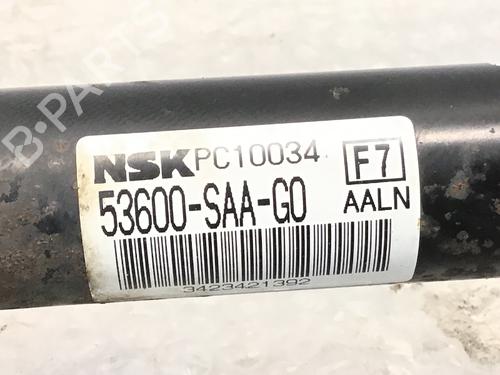 B-PARTS
NSK PC10034 F7
53600-SAA-G0 AALN
3423421392